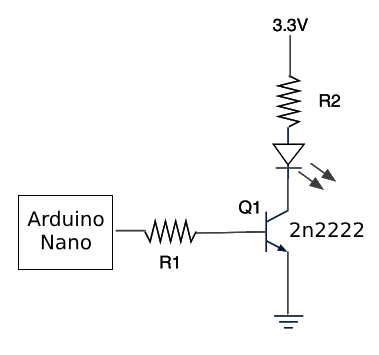 3.3V
R2
Q1
2n2222
Arduino
Nano
R1